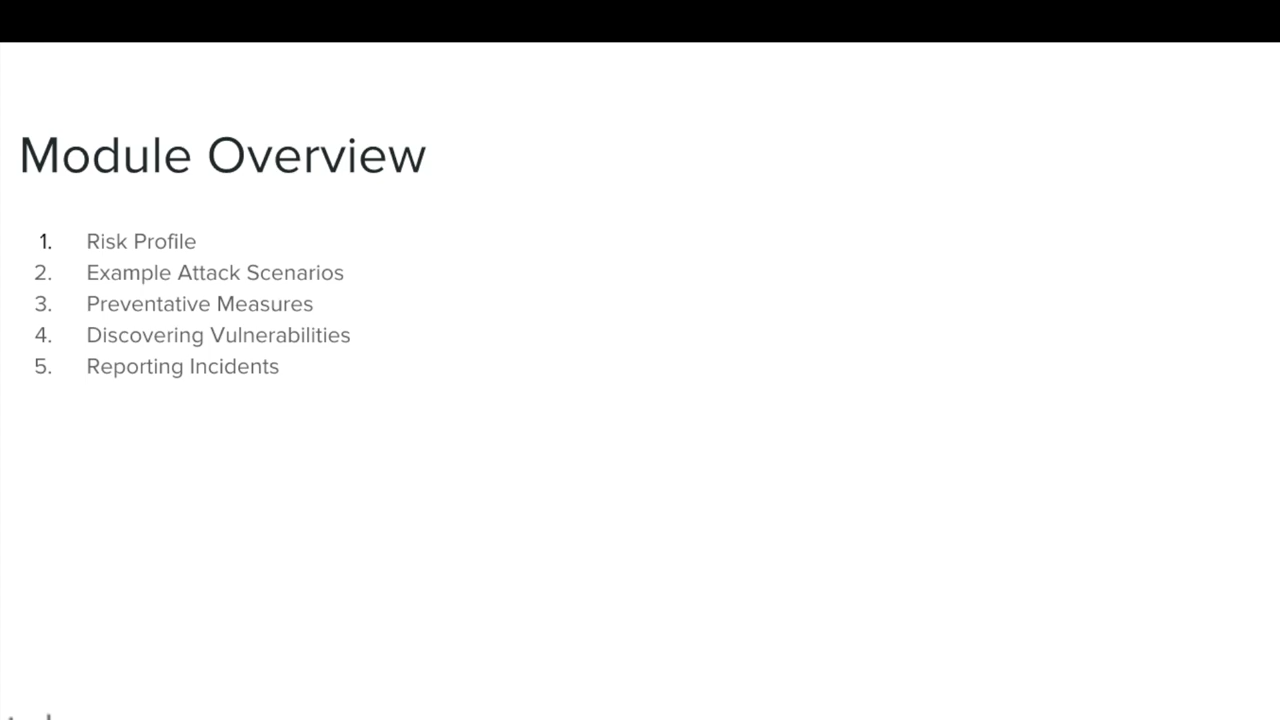 Module Overview
1. Risk Profile
2. Example Attack Scenarios
3. Preventative Measures
4. Discovering Vulnerabilities
5. Reporting Incidents